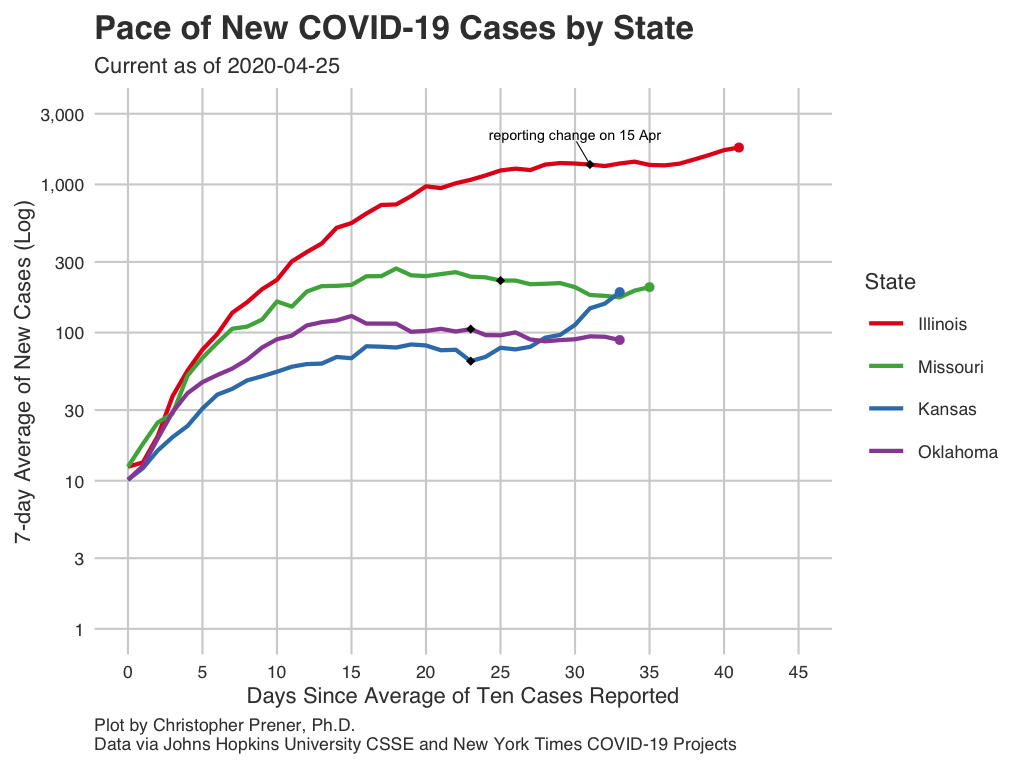 Pace of New COVID-19 Cases by State
Current as of 2020-04-25
7-day Average of New Cases (Log)
3,000
1,000
300
100
30
10
3
1
reporting change on 15 Apr
State
Illinois
Missouri
Kansas
Oklahoma
0 5 10 15 20 25 30 35 40 45
Days Since Average of Ten Cases Reported
Plot by Christopher Prener, Ph.D.
Data via Johns Hopkins University CSSE and New York Times COVID-19 Projects